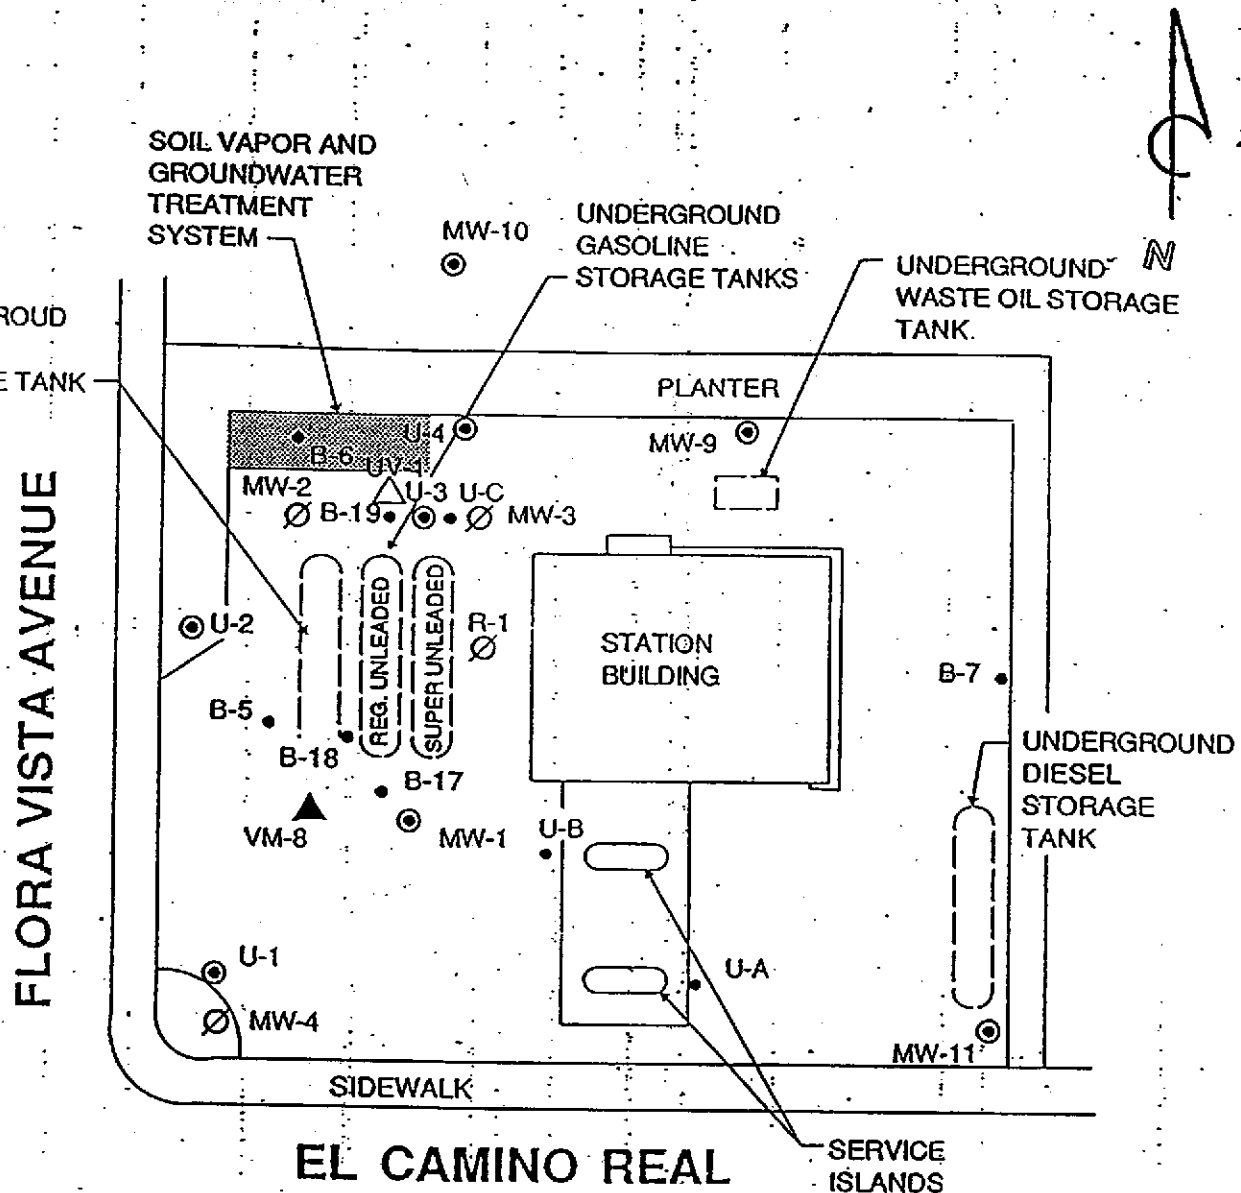 SOIL VAPOR AND
GROUNDWATER
TREATMENT
SYSTEM
MW-10
UNDERGROUND
GASOLINE
STORAGE TANKS
UNDERGROUND
WASTE OIL STORAGE
TANK.
N
ROUD
E TANK
PLANTER
U-4
MW-9
B-6
UV-1
MW-2
B-19
U-3
U-C
MW-3
FLORA VISTA AVENUE
U-2
REG. UNLEADED
SUPER UNLEADED
R-1
STATION
BUILDING
B-7
B-5
B-18
B-17
UNDERGROUND
DIESEL
STORAGE
TANK
VM-8
MW-1
U-B
U-1
U-A
MW-4
MW-11
SIDEWALK
EL CAMINO REAL
SERVICE
ISLANDS